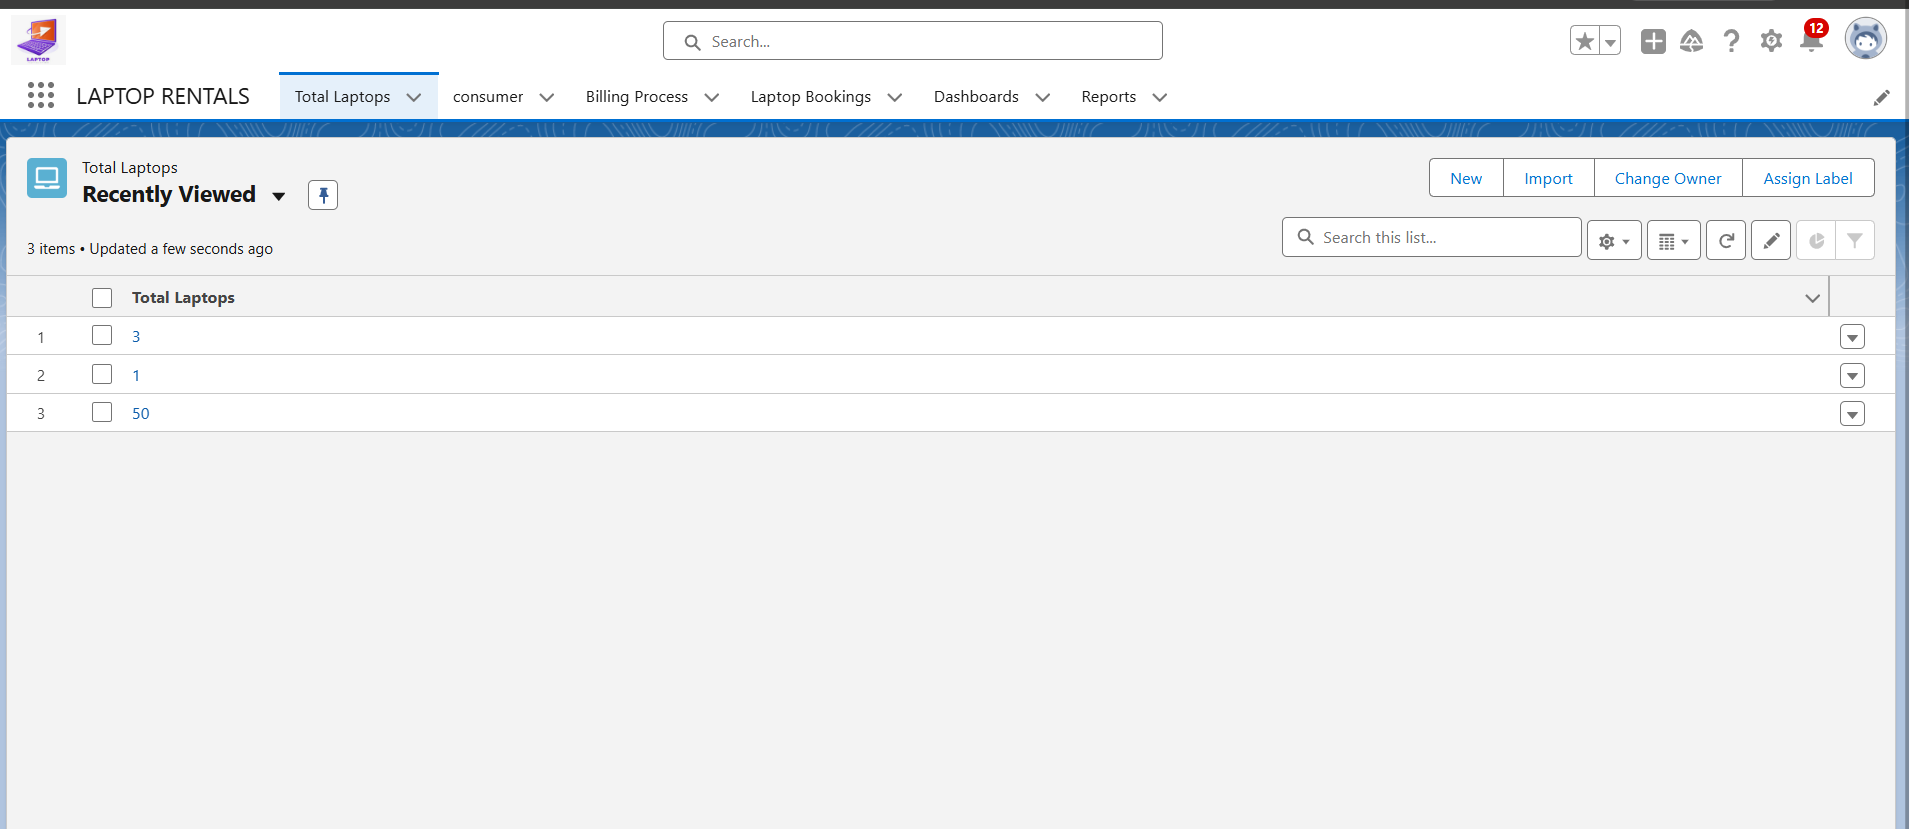 LAPTOP
Search...
12
LAPTOP RENTALS
Total Laptops
consumer
Billing Process
Laptop Bookings
Dashboards
Reports
Total Laptops
Recently Viewed
New
Import
Change Owner
Assign Label
3 items • Updated a few seconds ago
Search this list...
Total Laptops
1 3
2 1
3 50